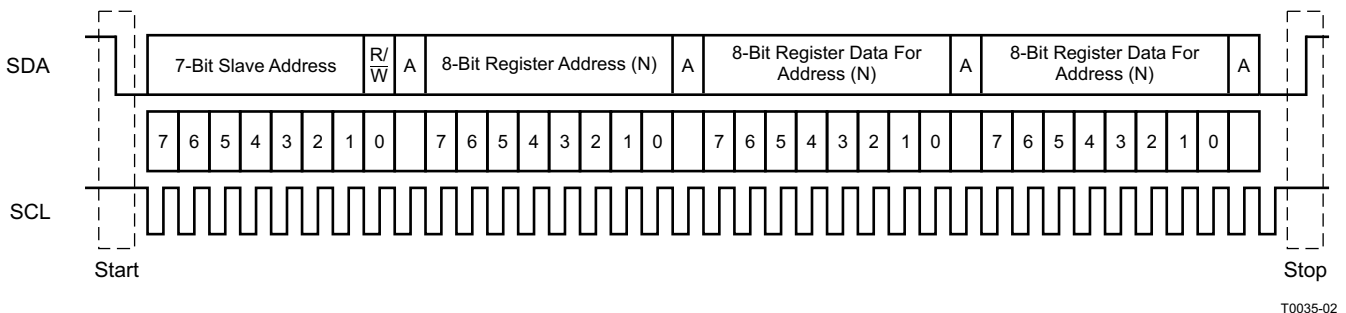 SDA
7-Bit Slave Address
R/
W
A
8-Bit Register Address (N)
A
8-Bit Register Data For
Address (N)
A
8-Bit Register Data For
Address (N)
A
7 6 5 4 3 2 1 0 7 6 5 4 3 2 1 0 7 6 5 4 3 2 1 0 7 6 5 4 3 2 1 0
SCL
Start
Stop
T0035-02